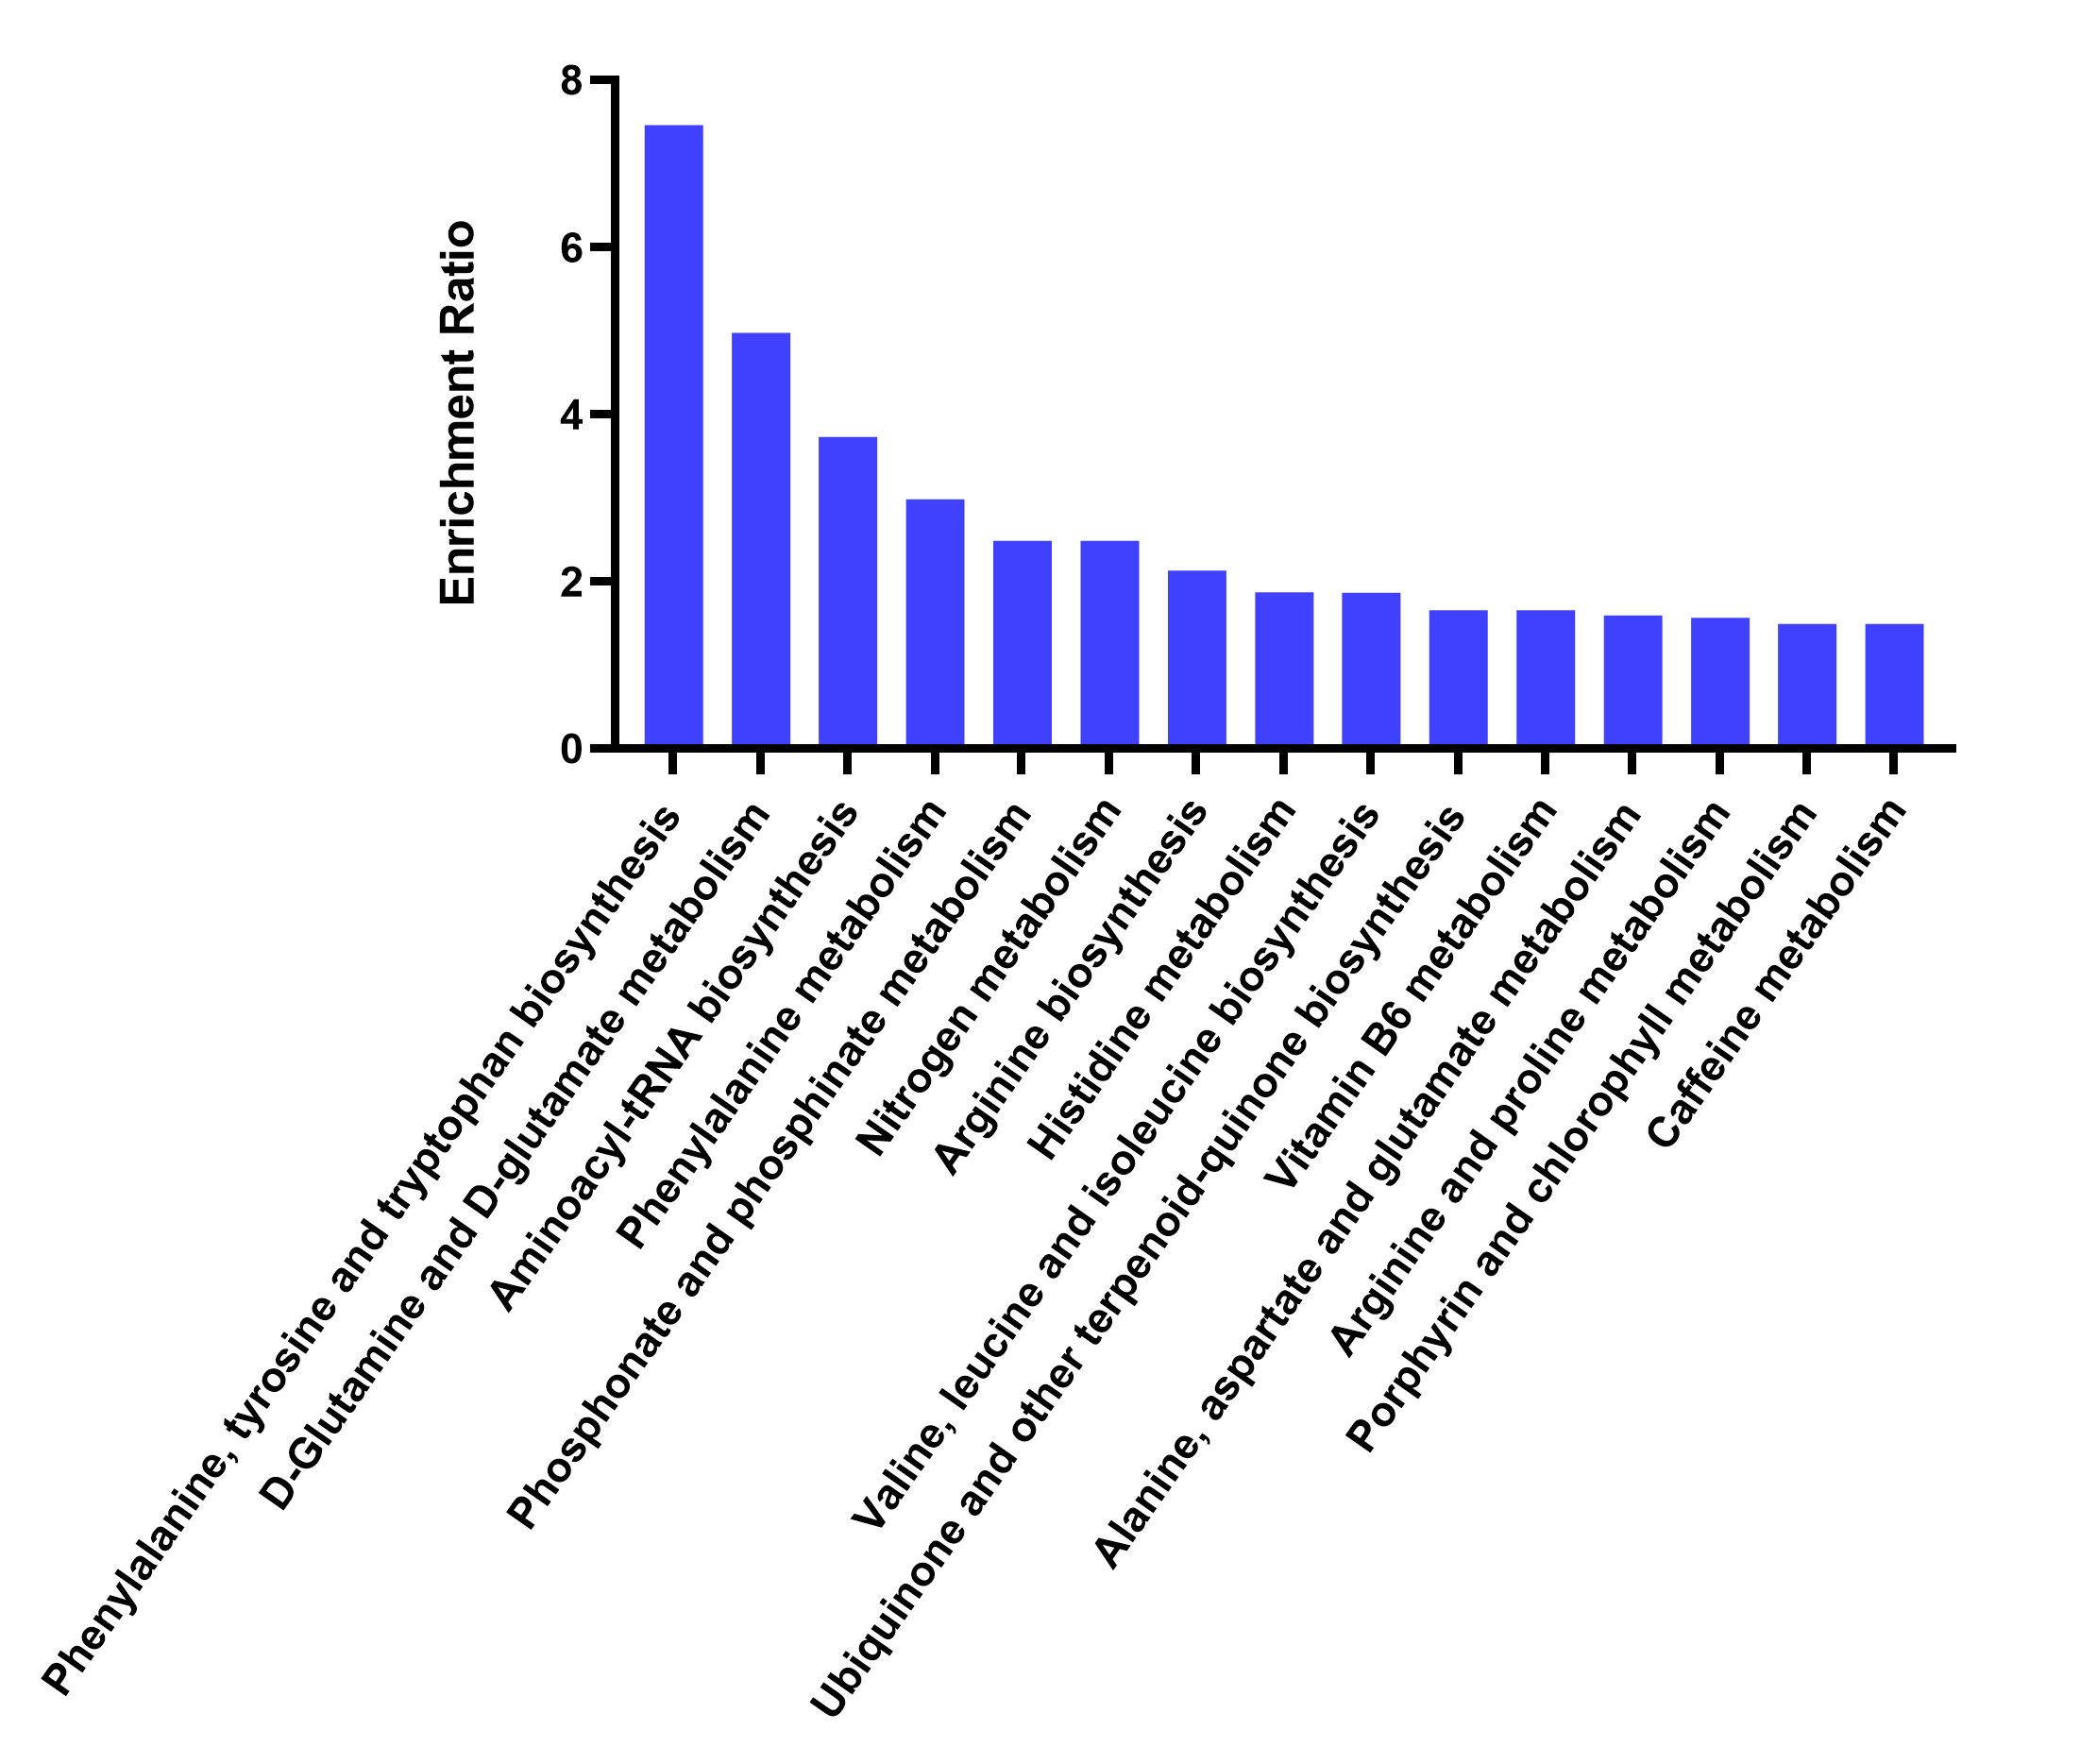 Enrichment Ratio
8
6
4
2
0
Phenylalanine, tyrosine and tryptophan biosynthesis
D-Glutamine and D-glutamate metabolism
Aminoacyl-tRNA biosynthesis
Phenylalanine metabolism
Phosphonate and phosphinate metabolism
Nitrogen metabolism
Arginine biosynthesis
Histidine metabolism
Valine, leucine and isoleucine biosynthesis
Ubiquinone and other terpenoid-quinone biosynthesis
Vitamin B6 metabolism
Alanine, aspartate and glutamate metabolism
Arginine and proline metabolism
Porphyrin and chlorophyll metabolism
Caffeine metabolism